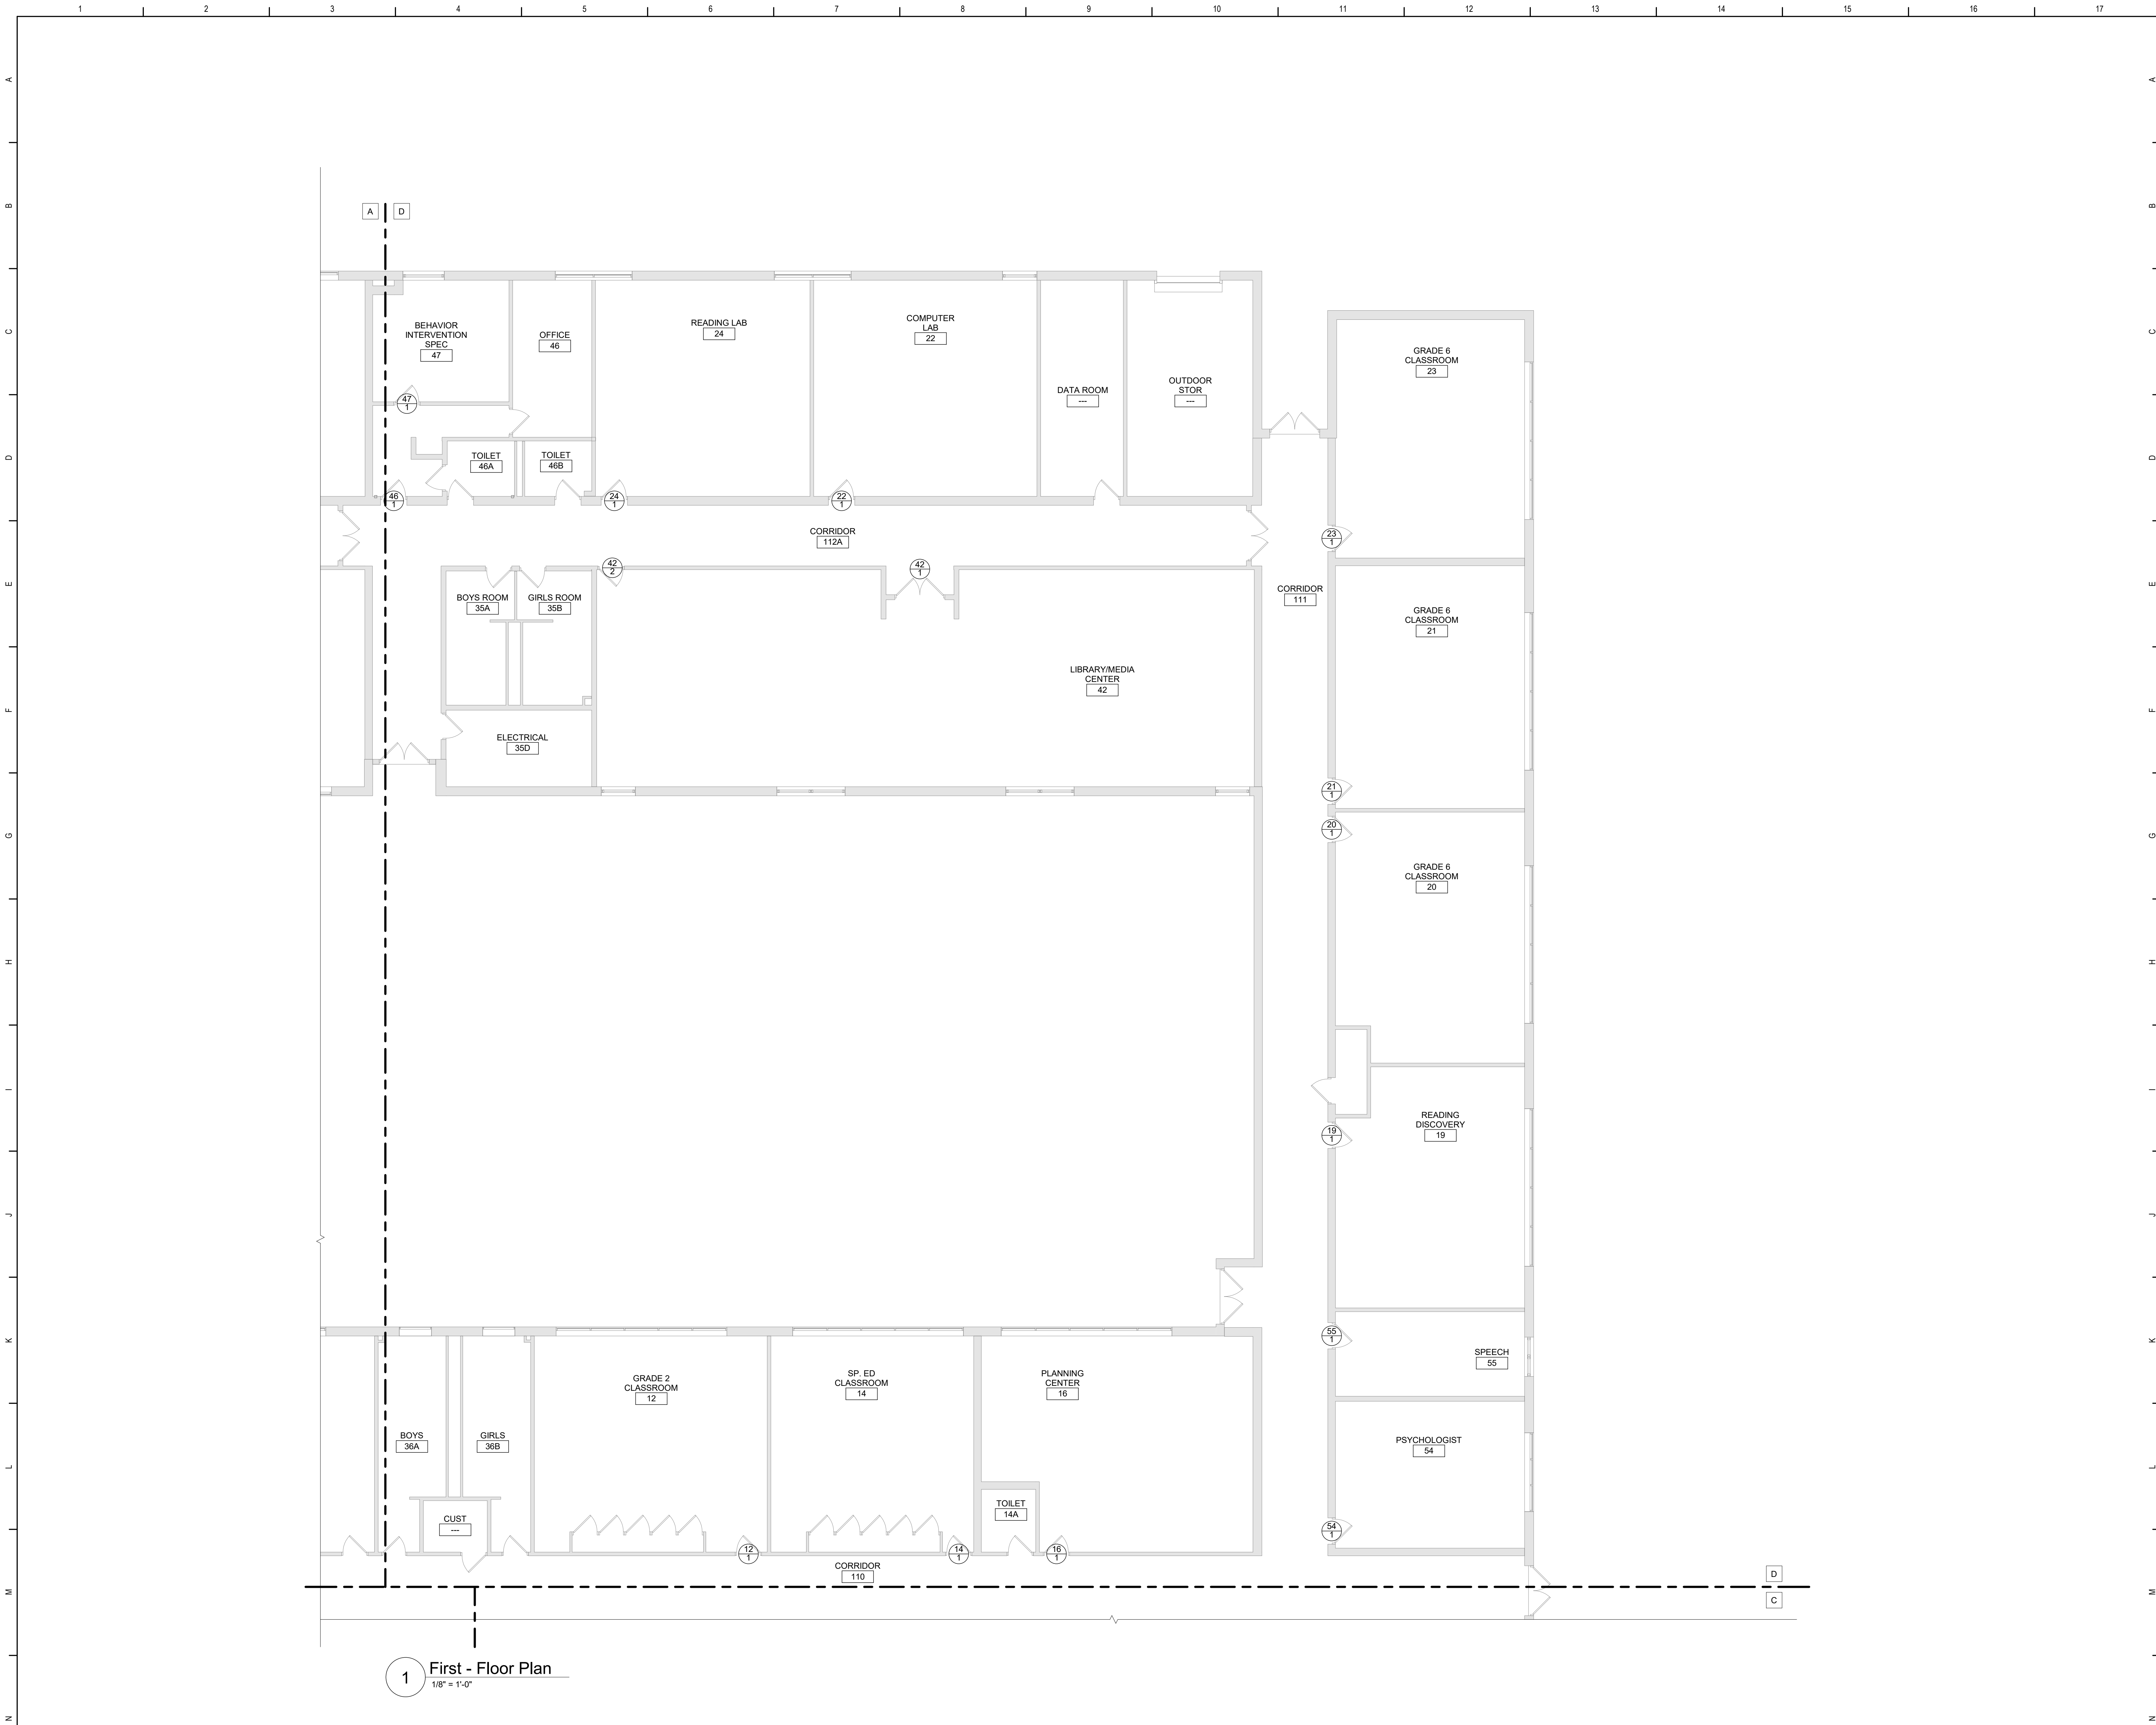 1 2 3 4 5 6 7 8 9 10 11 12 13 14 15 16 17
A A
B B
A D
C C
BEHAVIOR
INTERVENTION
SPEC
47
OFFICE
46
READING LAB
24
COMPUTER
LAB
22
DATA ROOM
---
OUTDOOR
STOR
---
GRADE 6
CLASSROOM
23
47
1
D D
TOILET
46A
TOILET
46B
46
1
24
1
22
1
CORRIDOR
112A
23
1
E E
42
2
42
1
BOYS ROOM
35A
GIRLS ROOM
35B
CORRIDOR
111
GRADE 6
CLASSROOM
21
LIBRARY/MEDIA
CENTER
42
F F
ELECTRICAL
35D
21
1
G G
20
1
GRADE 6
CLASSROOM
20
H H
I I
READING
DISCOVERY
19
19
1
J J
K K
55
1
SPEECH
55
GRADE 2
CLASSROOM
12
SP. ED
CLASSROOM
14
PLANNING
CENTER
16
BOYS
36A
GIRLS
36B
PSYCHOLOGIST
54
L L
CUST
---
TOILET
14A
54
1
12
1
14
1
16
1
CORRIDOR
110
D
M M
C
1
First - Floor Plan
1/8" = 1'-0"
N N